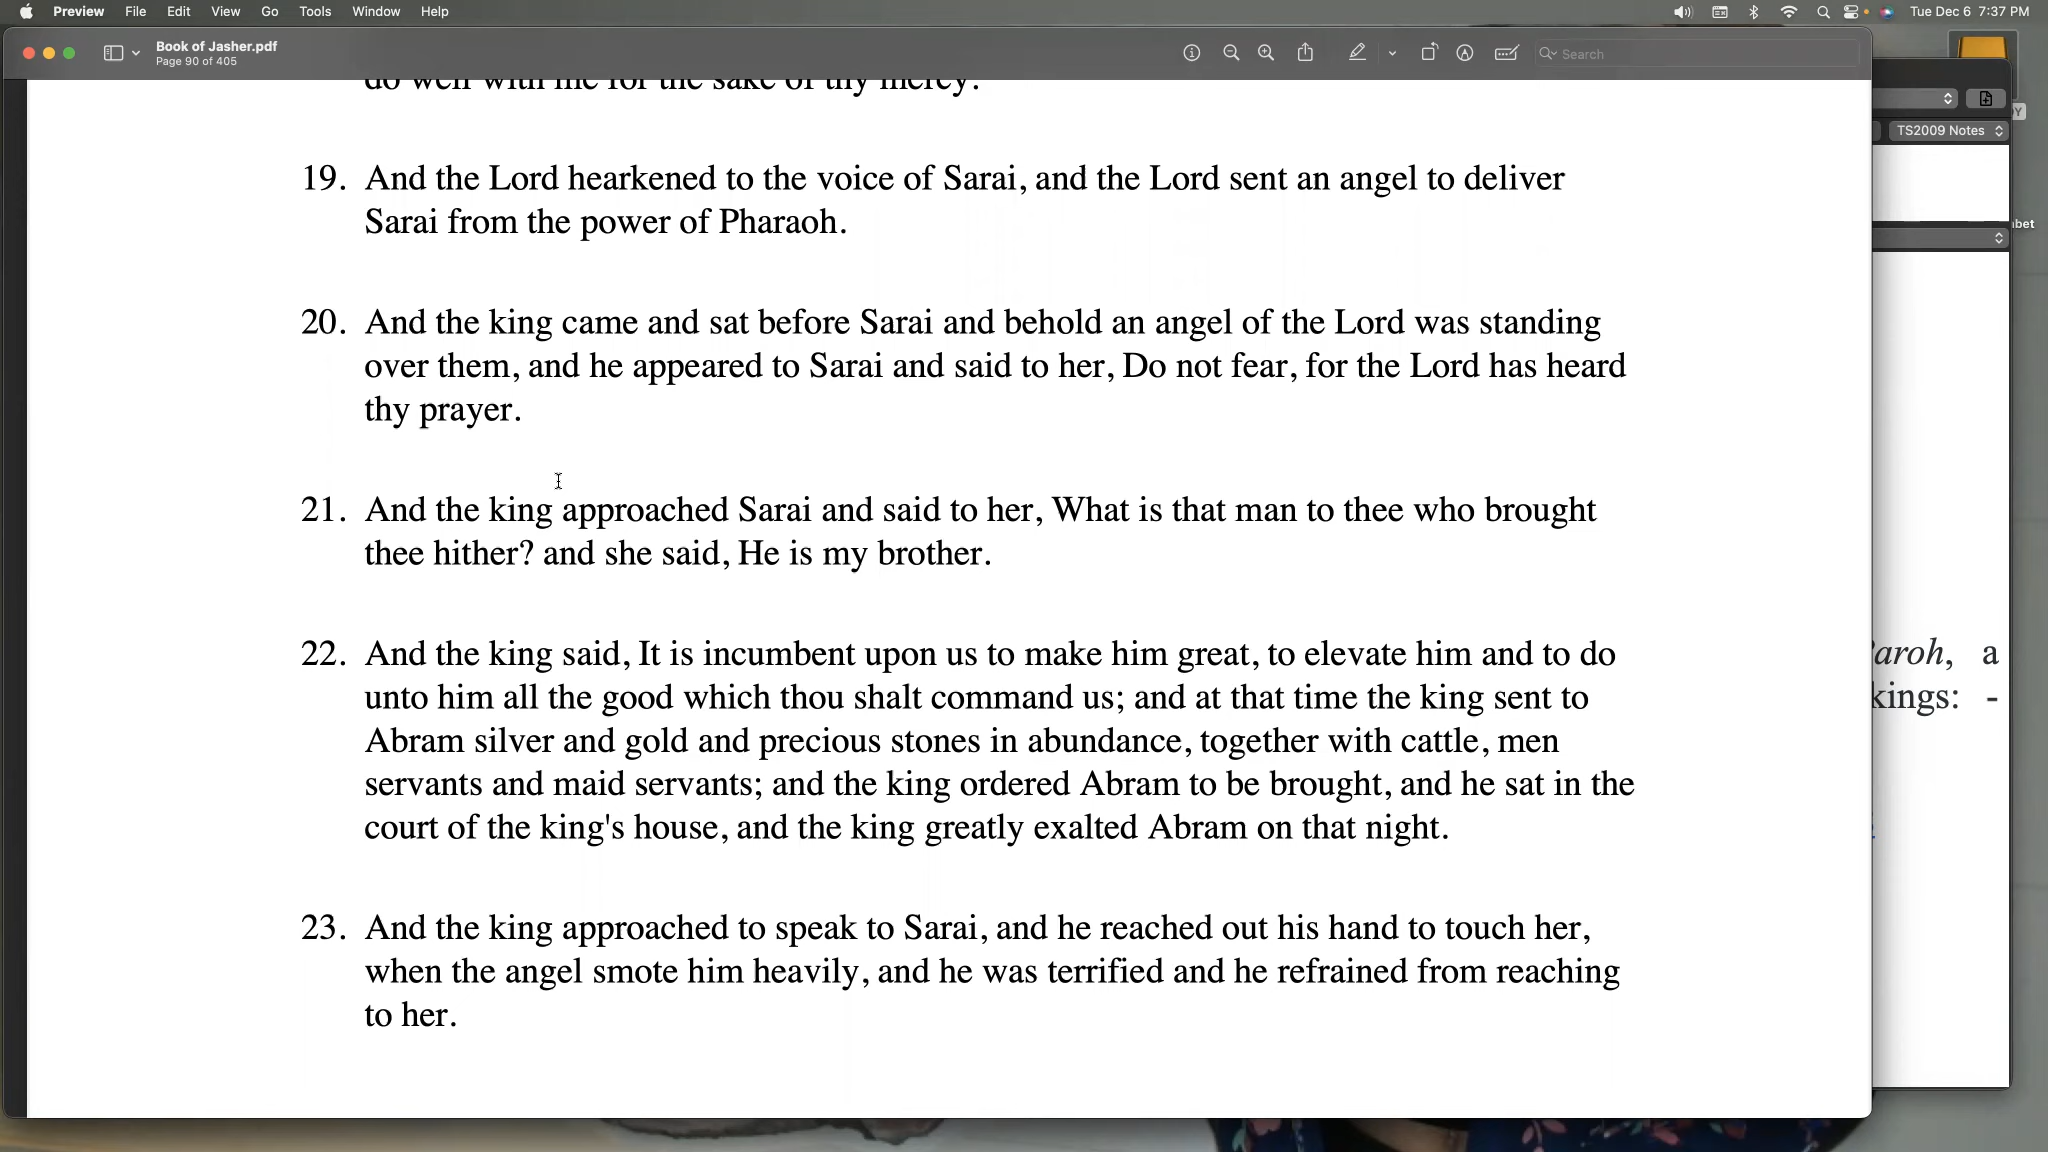 Preview File Edit View Go Tools Window Help
Tue Dec 6 7:37 PM
Book of Jasher.pdf
Page 90 of 405
Search
do well with me for the sake of thy mercy.
19. And the Lord hearkened to the voice of Sarai, and the Lord sent an angel to deliver
Sarai from the power of Pharaoh.
20. And the king came and sat before Sarai and behold an angel of the Lord was standing
over them, and he appeared to Sarai and said to her, Do not fear, for the Lord has heard
thy prayer.
21. And the king approached Sarai and said to her, What is that man to thee who brought
thee hither? and she said, He is my brother.
22. And the king said, It is incumbent upon us to make him great, to elevate him and to do
unto him all the good which thou shalt command us; and at that time the king sent to
Abram silver and gold and precious stones in abundance, together with cattle, men
servants and maid servants; and the king ordered Abram to be brought, and he sat in the
court of the king's house, and the king greatly exalted Abram on that night.
23. And the king approached to speak to Sarai, and he reached out his hand to touch her,
when the angel smote him heavily, and he was terrified and he refrained from reaching
to her.
TS2009 Notes
aroh, a
kings: -